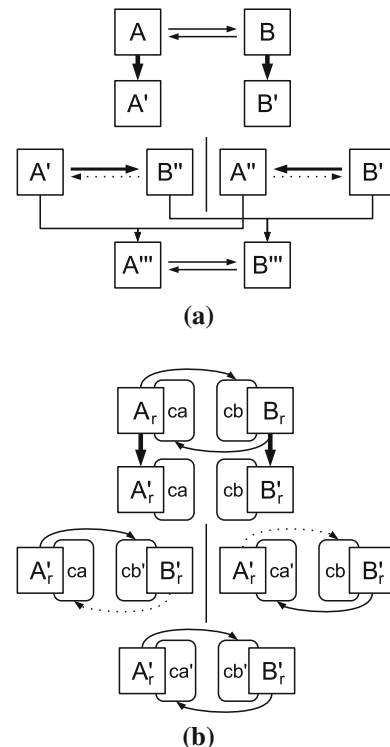 A B
A' B'
A' B'' A'' B'
A''' B'''
(a)
A_r ca cb B_r
A'_r ca cb B'_r
A'_r ca cb' B'_r A'_r ca' cb B'_r
A'_r ca' cb' B'_r
(b)